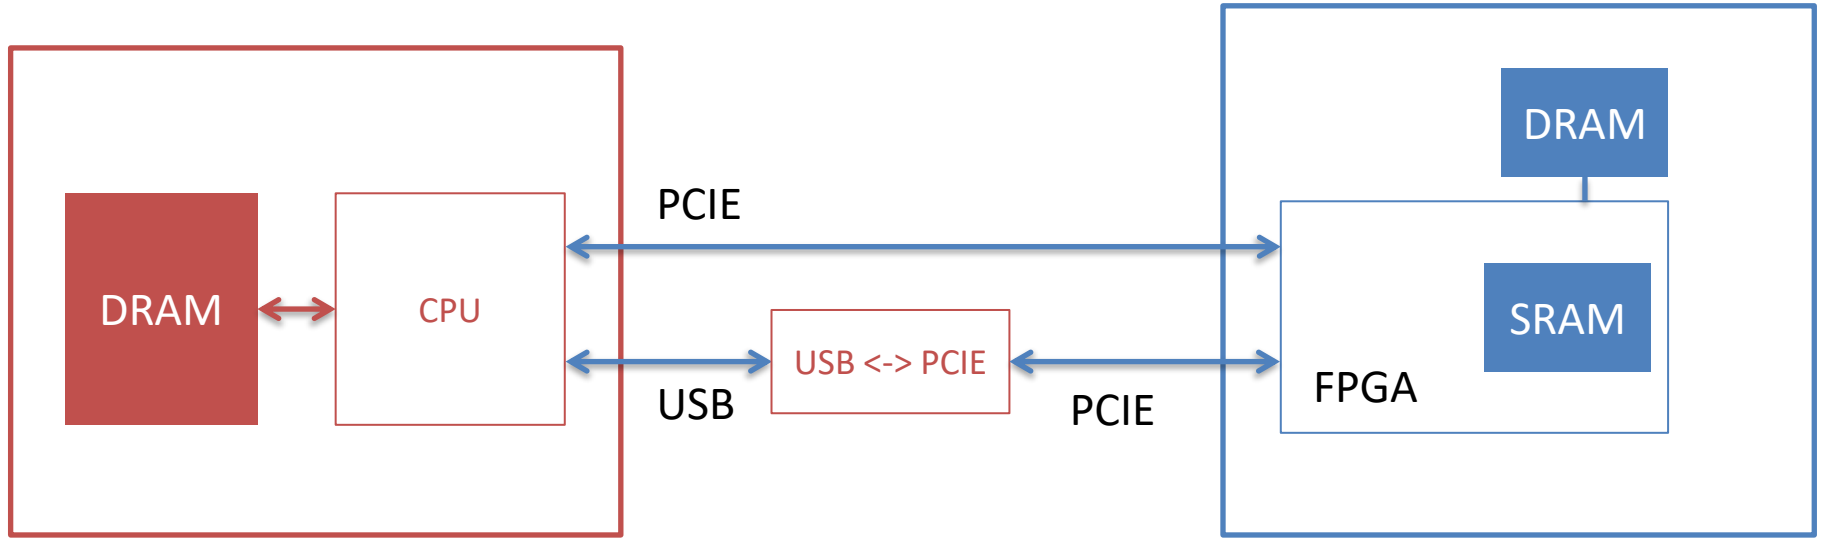 DRAM
CPU
PCIE
USB
USB <-> PCIE
PCIE
DRAM
SRAM
FPGA